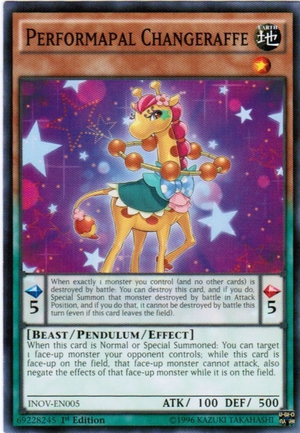 PERFORMAPAL CHANGERAFFE
EARTH
地
When exactly 1 monster you control (and no other cards) is
destroyed by battle: You can destroy this card, and if you do,
Special Summon that monster destroyed by battle in Attack
Position, and if you do that, it cannot be destroyed by battle this
turn (even if this card leaves the field).
5
5
[BEAST / PENDULUM / EFFECT]
When this card is Normal or Special Summoned: You can target
1 face-up monster your opponent controls; while this card is
face-up on the field, that face-up monster cannot attack, also
negate the effects of that face-up monster while it is on the field.
INOV-EN005
ATK/ 100 DEF/ 500
69228245
1st Edition
©1996 KAZUKI TAKAHASHI